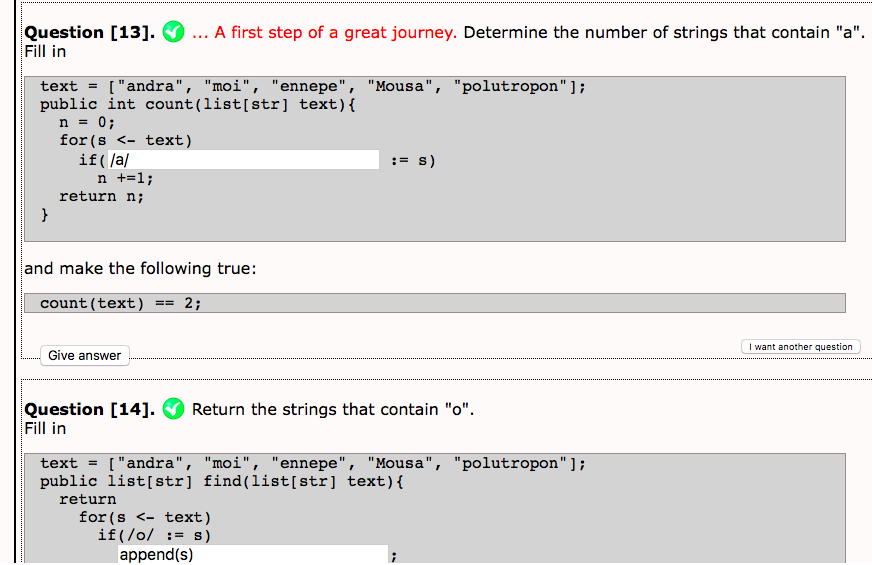 Question [13]. ... A first step of a great journey. Determine the number of strings that contain "a".
Fill in
text = ["andra", "moi", "ennepe", "Mousa", "polutropon"];
public int count(list[str] text){
  n = 0;
  for(s <- text)
    if( /a/ := s)
      n +=1;
  return n;
}
and make the following true:
count(text) == 2;
I want another question
Give answer
Question [14]. Return the strings that contain "o".
Fill in
text = ["andra", "moi", "ennepe", "Mousa", "polutropon"];
public list[str] find(list[str] text){
  return
    for(s <- text)
      if(/o/ := s)
        append(s) ;